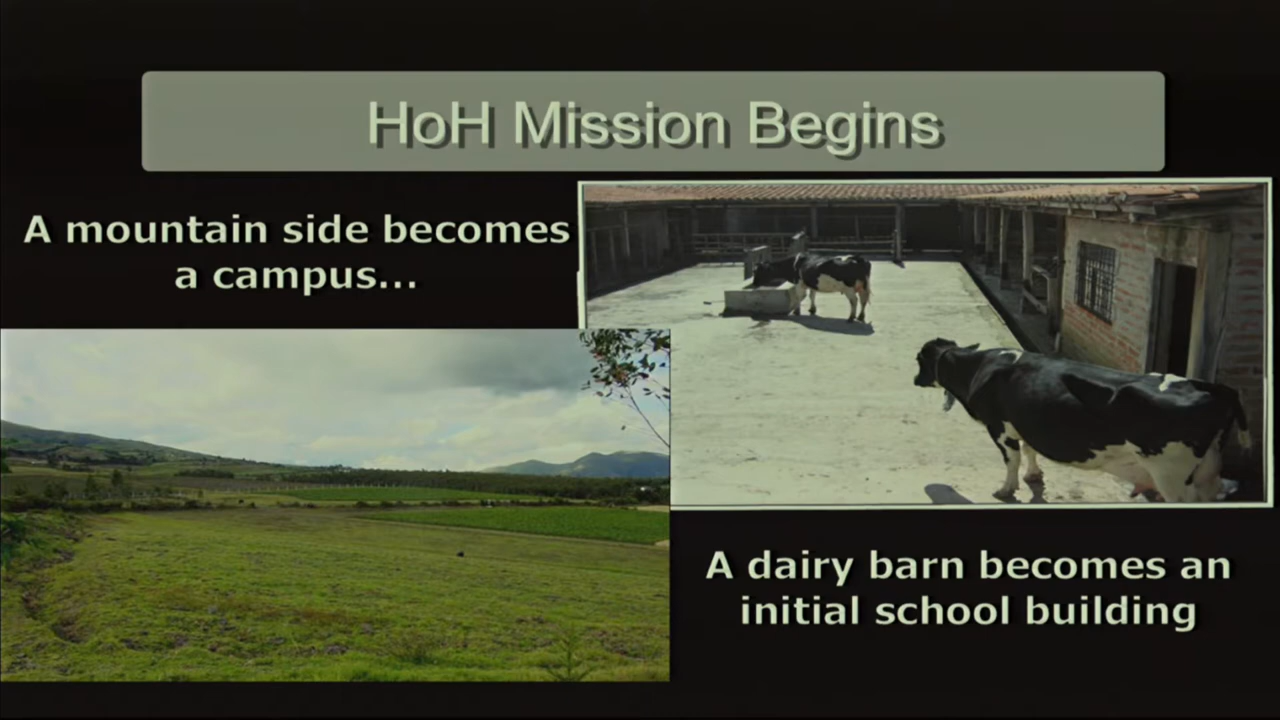 HoH Mission Begins
A mountain side becomes
a campus...
A dairy barn becomes an
initial school building